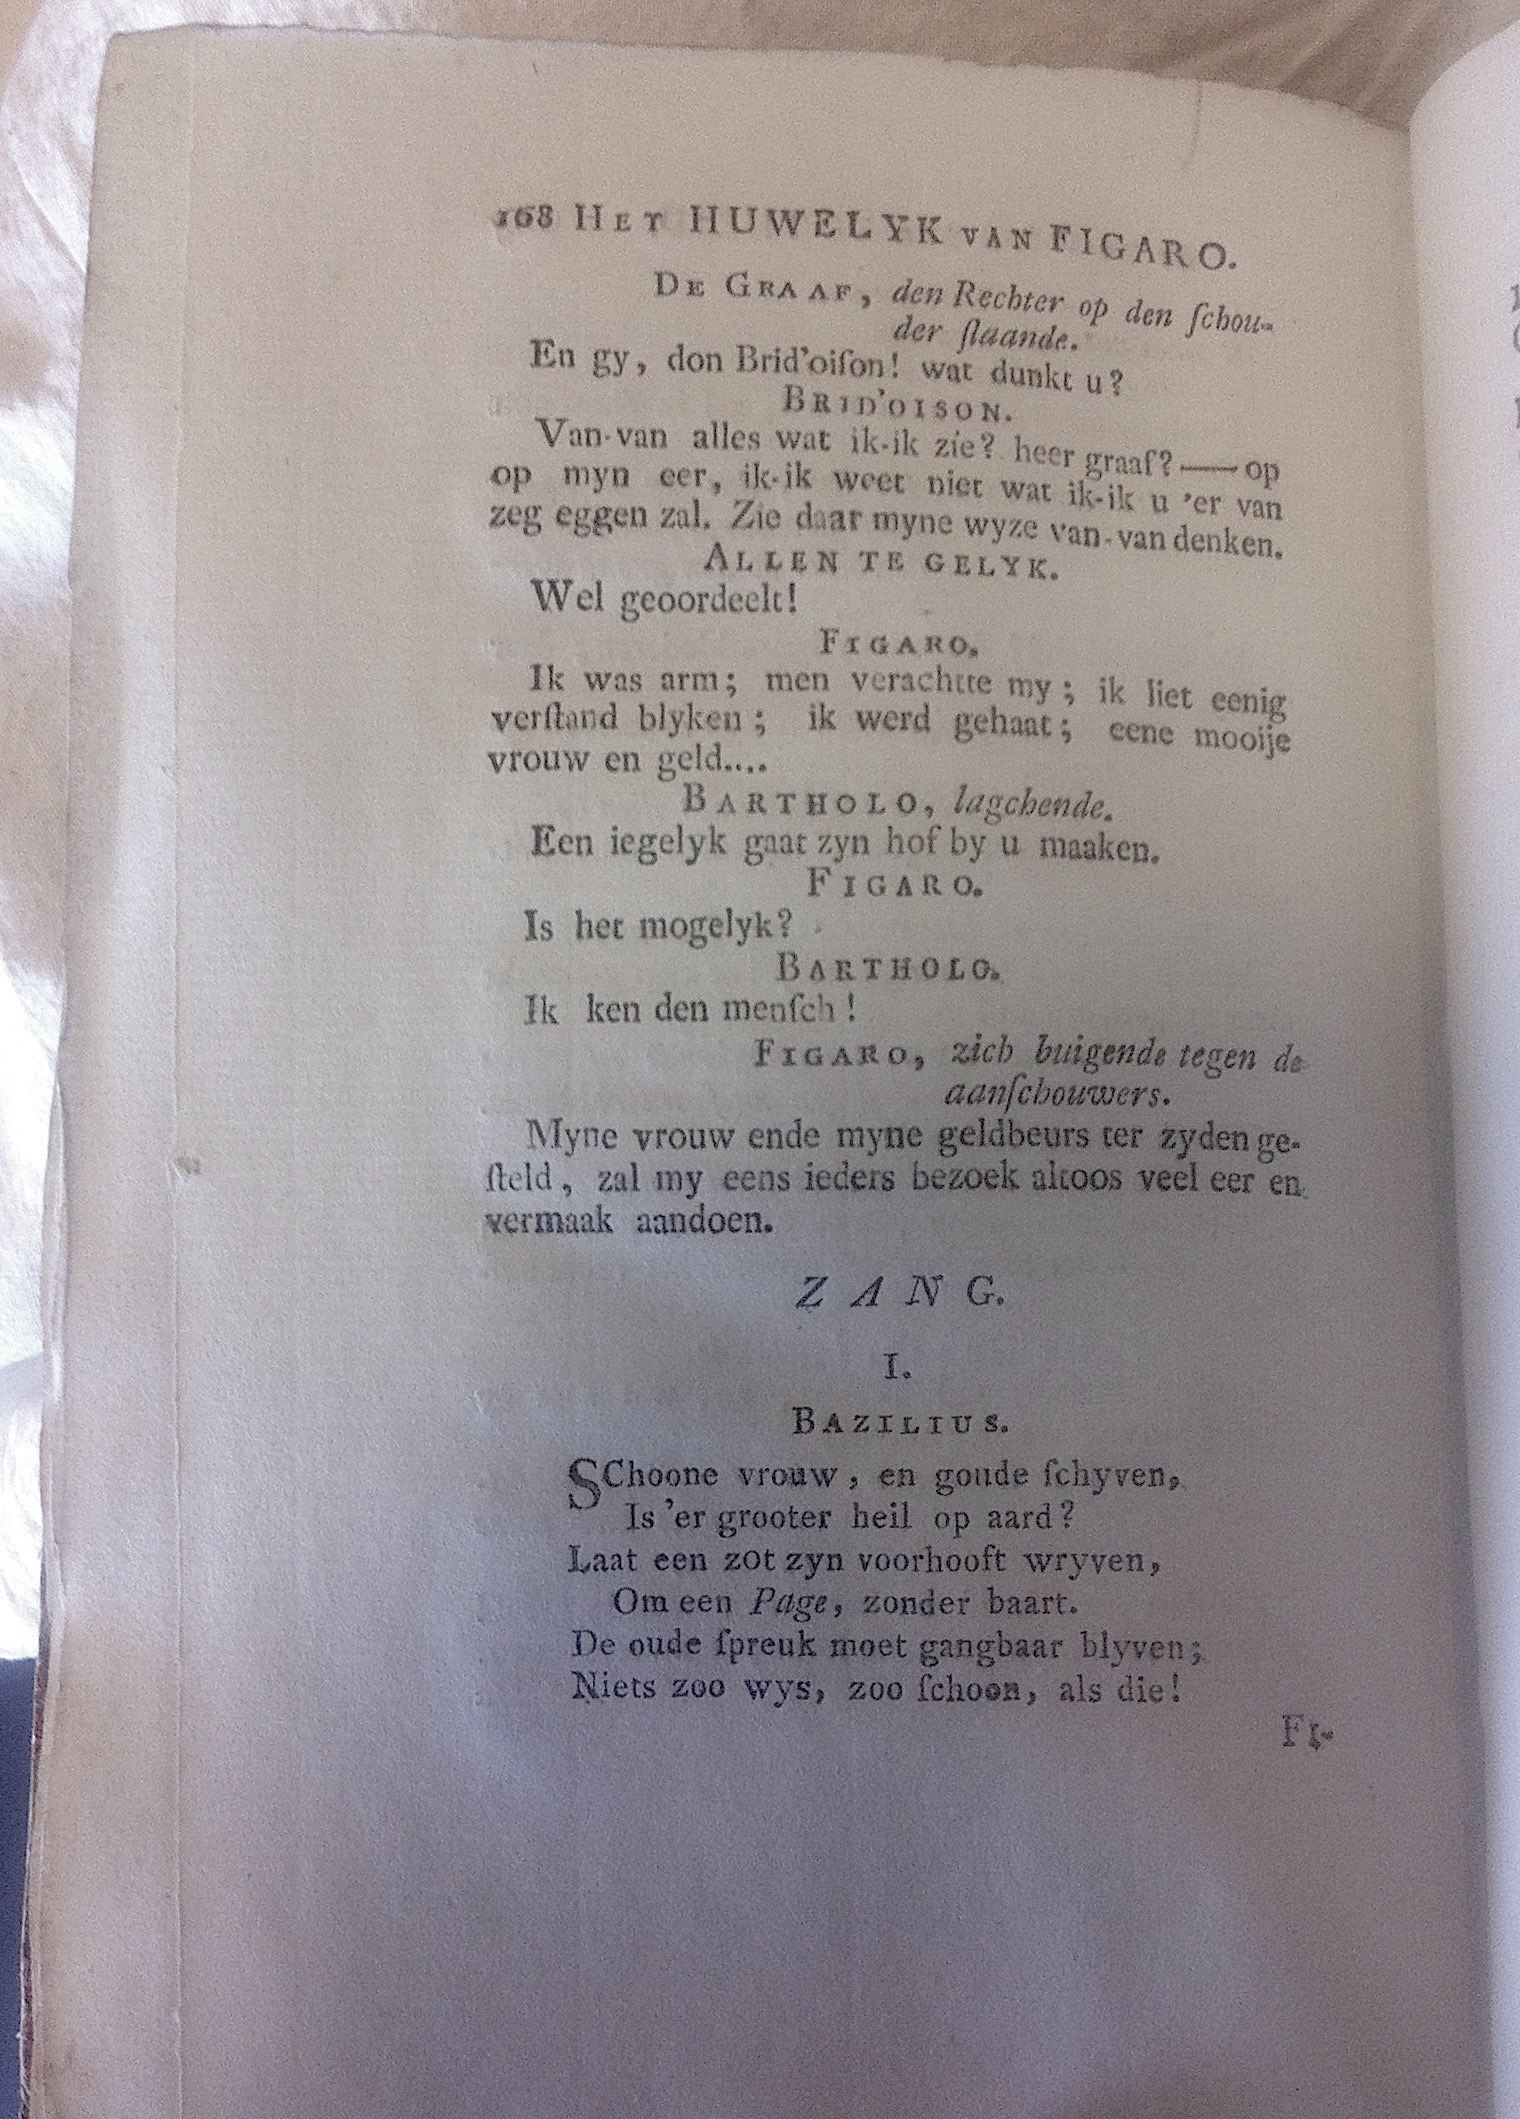 168 HET HUWELYK VAN FIGARO.
DE GRAAF, den Rechter op den ſchou-
der ſlaande.
En gy, don Brid'oiſon! wat dunkt u?
BRID'OISON.
Van-van alles wat ik-ik zie? heer graaf? — op
op myn eer, ik-ik weet niet wat ik-ik u 'er van
zeg eggen zal. Zie daar myne wyze van-van denken.
ALLEN TE GELYK.
Wel geoordeelt!
FIGARO.
Ik was arm; men verachtte my; ik liet eenig
verſtand blyken; ik werd gehaat; eene mooije
vrouw en geld....
BARTHOLO, lagchende.
Een iegelyk gaat zyn hof by u maaken.
FIGARO.
Is het mogelyk?
BARTHOLO.
Ik ken den menſch!
FIGARO, zich buigende tegen de
aanſchouwers.
Myne vrouw ende myne geldbeurs ter zyden ge-
ſteld, zal my eens ieders bezoek altoos veel eer en
vermaak aandoen.
ZANG.
I.
BAZILIUS.
SChoone vrouw, en goude ſchyven,
Is 'er grooter heil op aard?
Laat een zot zyn voorhooft wryven,
Om een Page, zonder baart.
De oude ſpreuk moet gangbaar blyven;
Niets zoo wys, zoo ſchoon, als die!
FI-